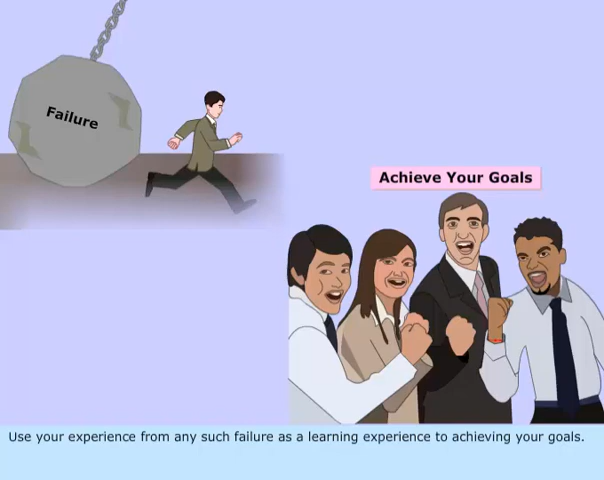 Failure
Achieve Your Goals
Use your experience from any such failure as a learning experience to achieving your goals.